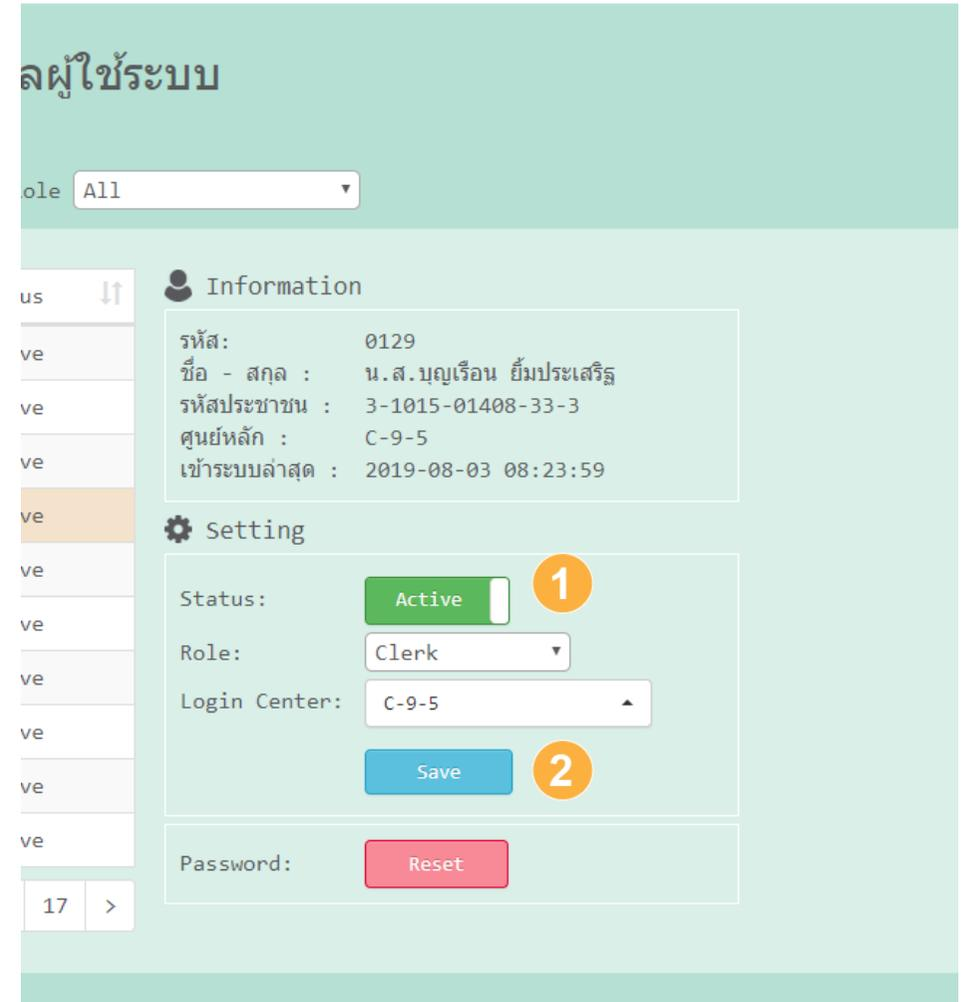 ลผู้ใช้ระบบ
ole All
us
ve
ve
ve
ve
ve
ve
ve
ve
ve
ve
17 >
Information
รหัส: 0129
ชื่อ - สกุล : น.ส.บุญเรือน ยิ้มประเสริฐ
รหัสประชาชน : 3-1015-01408-33-3
ศูนย์หลัก : C-9-5
เข้าระบบล่าสุด : 2019-08-03 08:23:59
Setting
Status: Active 1
Role: Clerk
Login Center: C-9-5
Save 2
Password: Reset